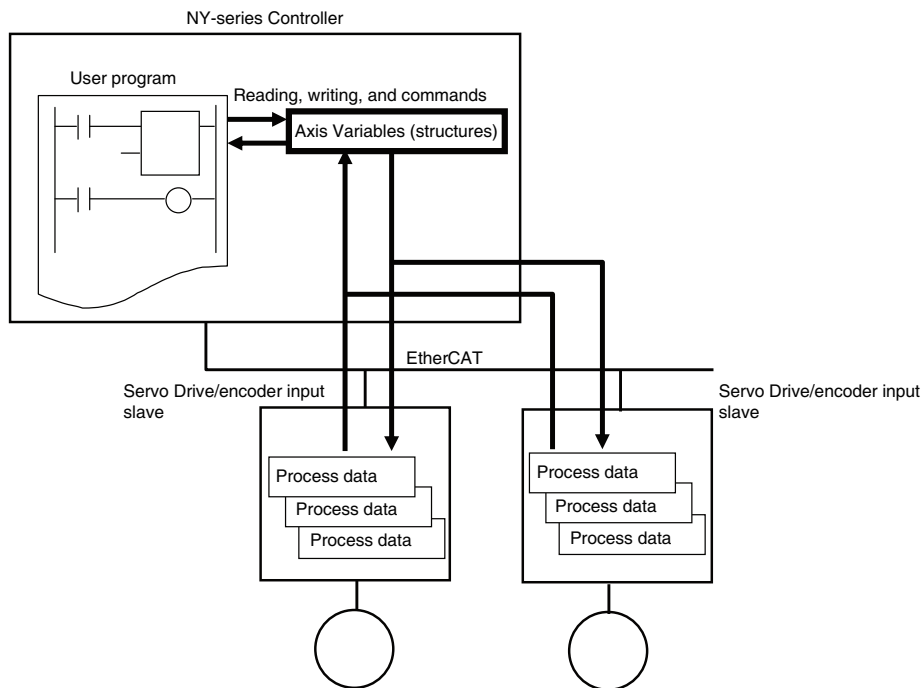 NY-series Controller
User program
Reading, writing, and commands
Axis Variables (structures)
EtherCAT
Servo Drive/encoder input
slave
Servo Drive/encoder input
slave
Process data
Process data
Process data
Process data
Process data
Process data